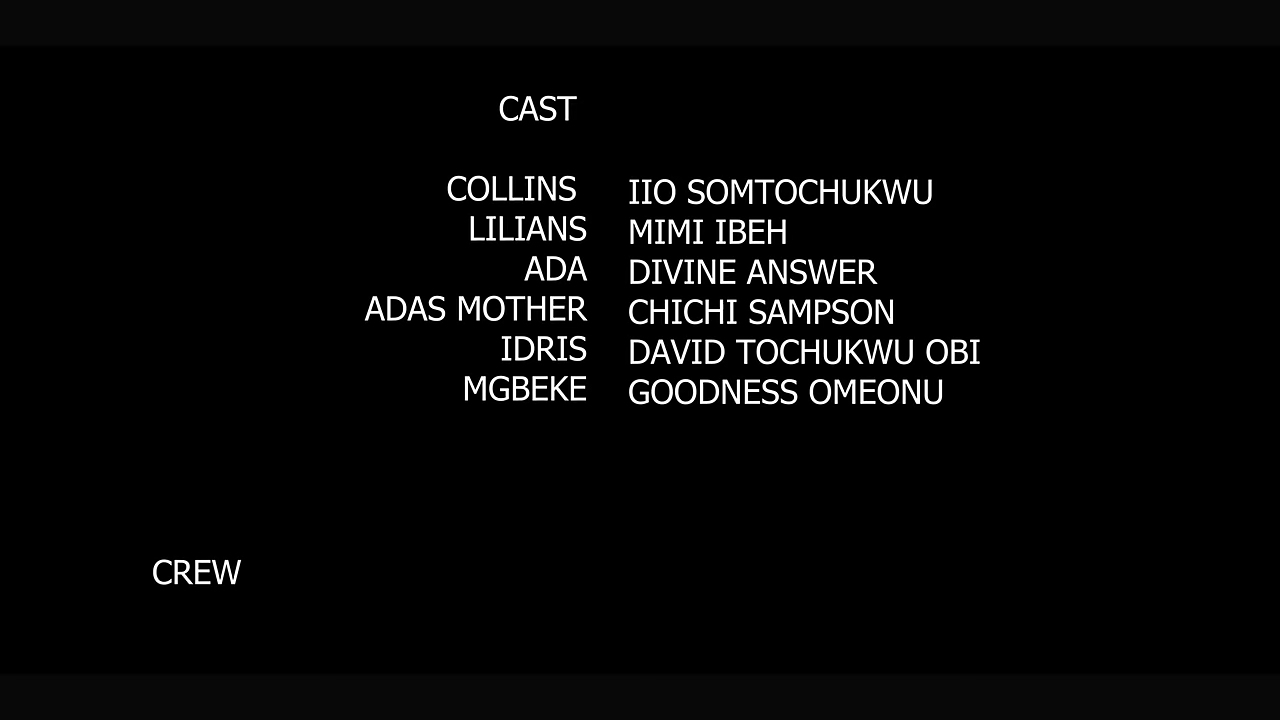 CAST
COLLINS IIO SOMTOCHUKWU
LILIANS MIMI IBEH
ADA DIVINE ANSWER
ADAS MOTHER CHICHI SAMPSON
IDRIS DAVID TOCHUKWU OBI
MGBEKE GOODNESS OMEONU
CREW